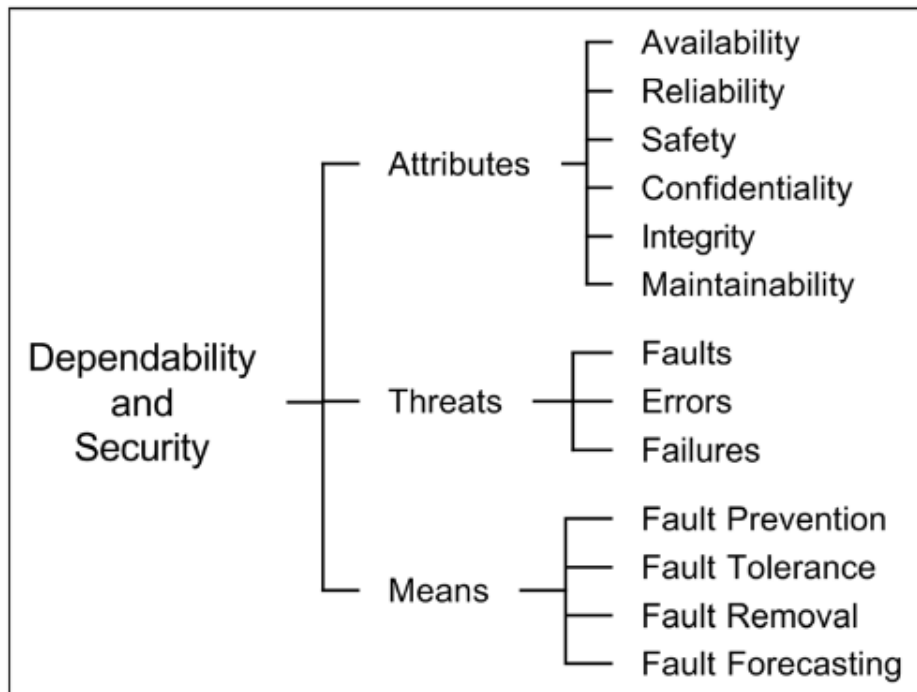 Dependability
and
Security
Attributes
Availability
Reliability
Safety
Confidentiality
Integrity
Maintainability
Threats
Faults
Errors
Failures
Means
Fault Prevention
Fault Tolerance
Fault Removal
Fault Forecasting